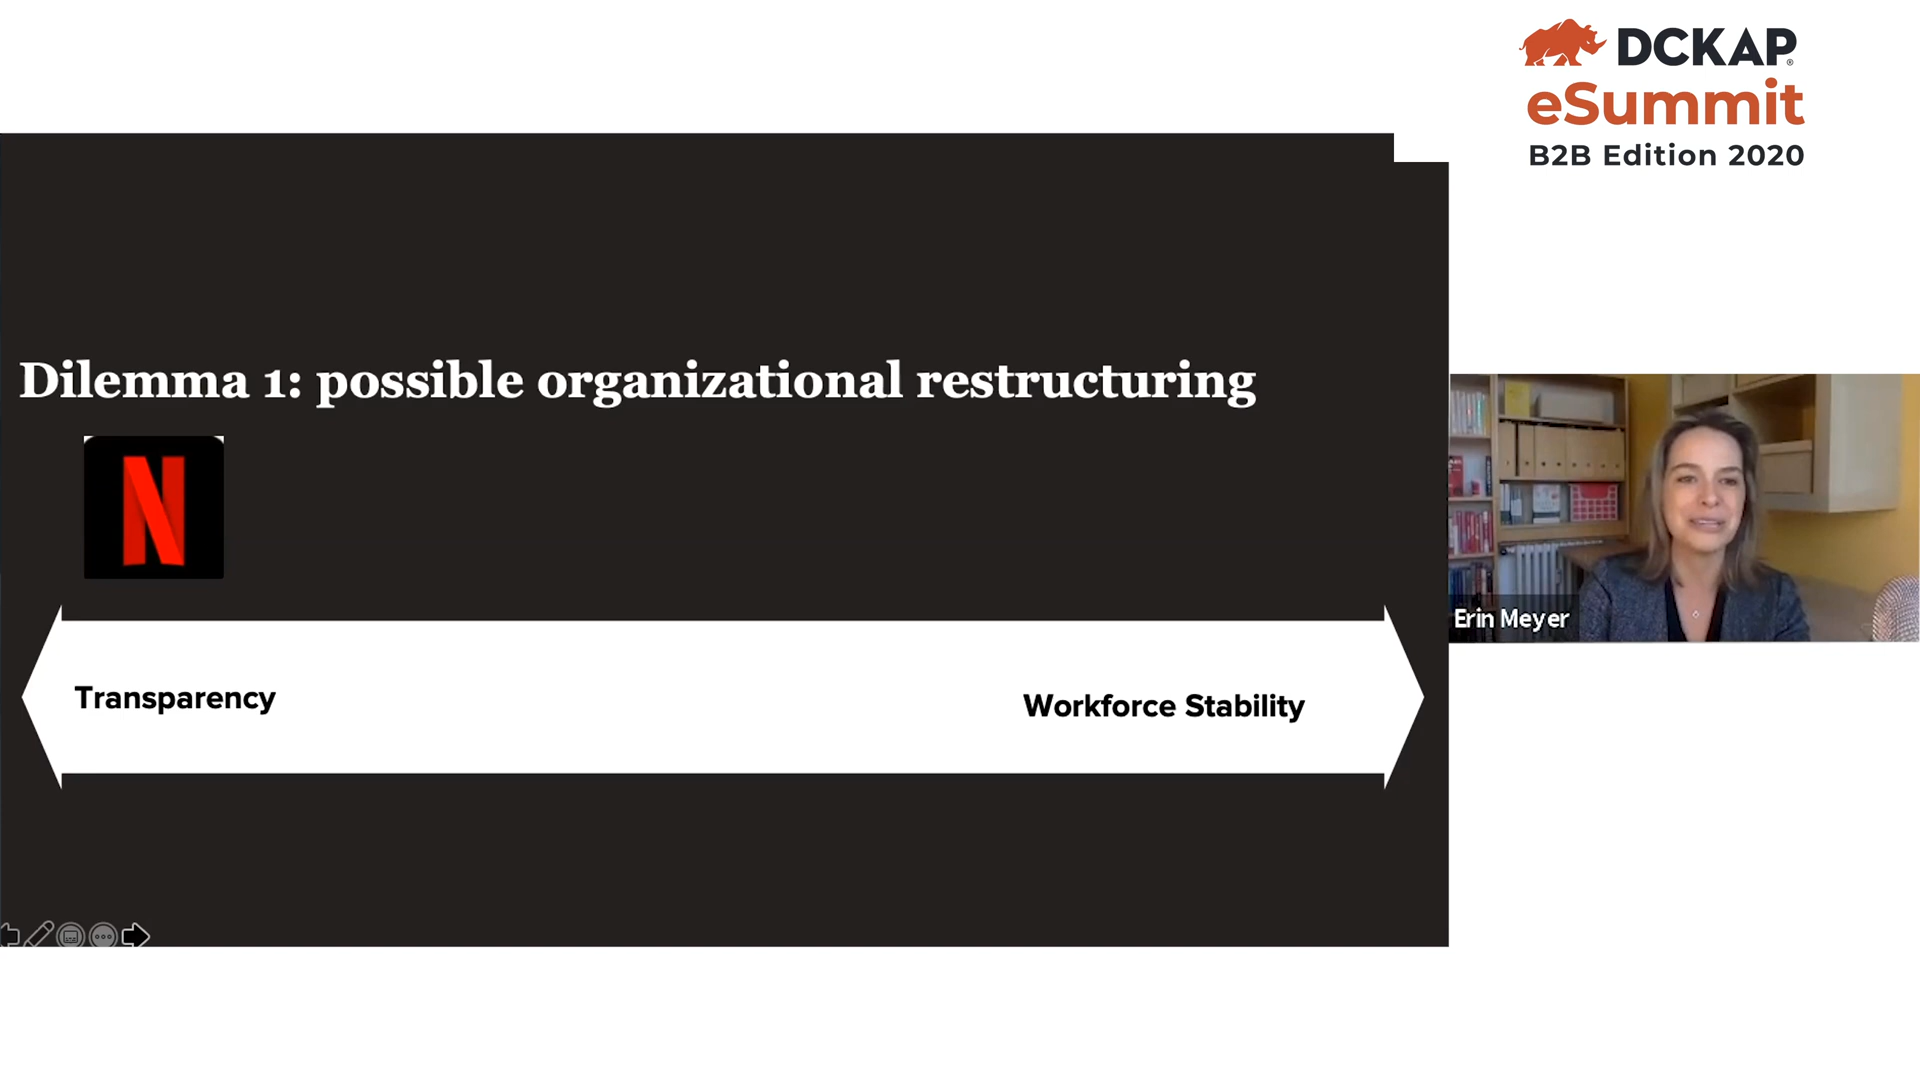 DCKAP®
eSummit
B2B Edition 2020
Dilemma 1: possible organizational restructuring
N
Transparency
Workforce Stability
Erin Meyer